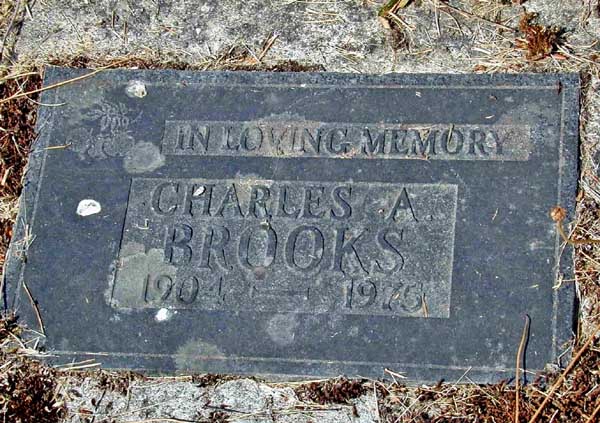 IN LOVING MEMORY
CHARLES A.
BROOKS
1904 — 1975